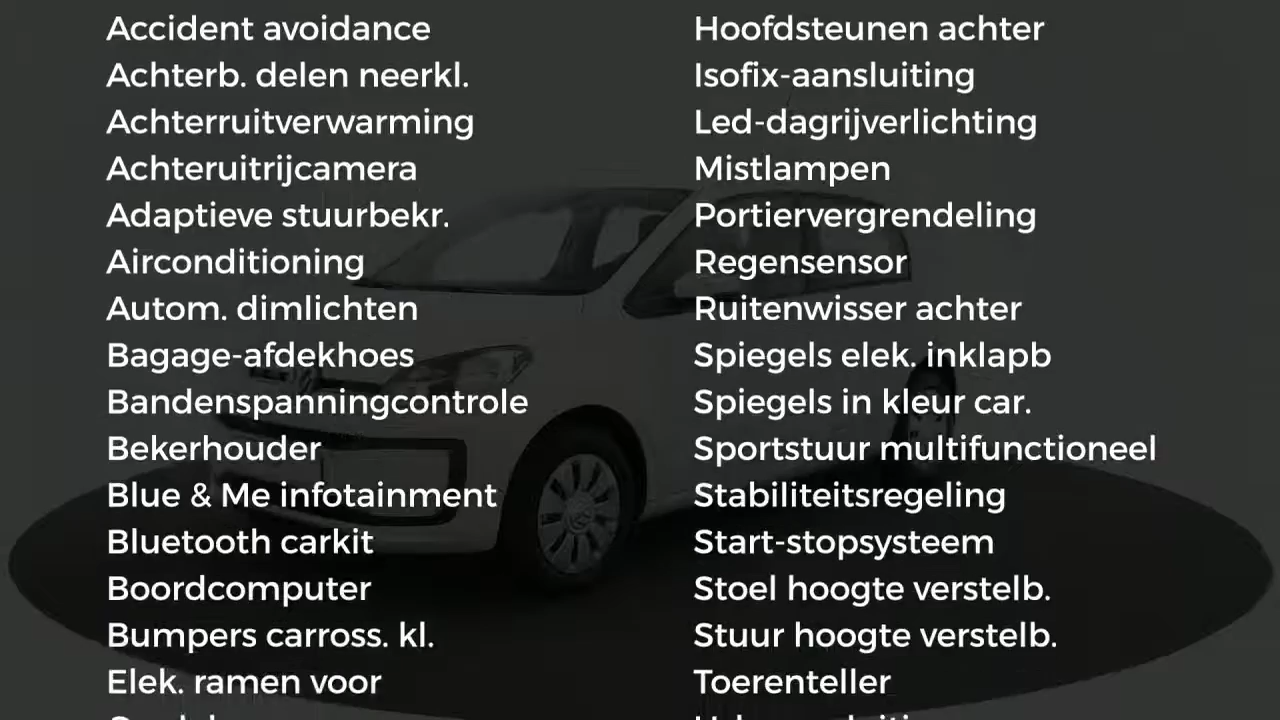 Accident avoidance
Achterb. delen neerkl.
Achterruitverwarming
Achteruitrijcamera
Adaptieve stuurbekr.
Airconditioning
Autom. dimlichten
Bagage-afdekhoes
Bandenspanningcontrole
Bekerhouder
Blue & Me infotainment
Bluetooth carkit
Boordcomputer
Bumpers carross. kl.
Elek. ramen voor
Hoofdsteunen achter
Isofix-aansluiting
Led-dagrijverlichting
Mistlampen
Portiervergrendeling
Regensensor
Ruitenwisser achter
Spiegels elek. inklapb
Spiegels in kleur car.
Sportstuur multifunctioneel
Stabiliteitsregeling
Start-stopsysteem
Stoel hoogte verstelb.
Stuur hoogte verstelb.
Toerenteller